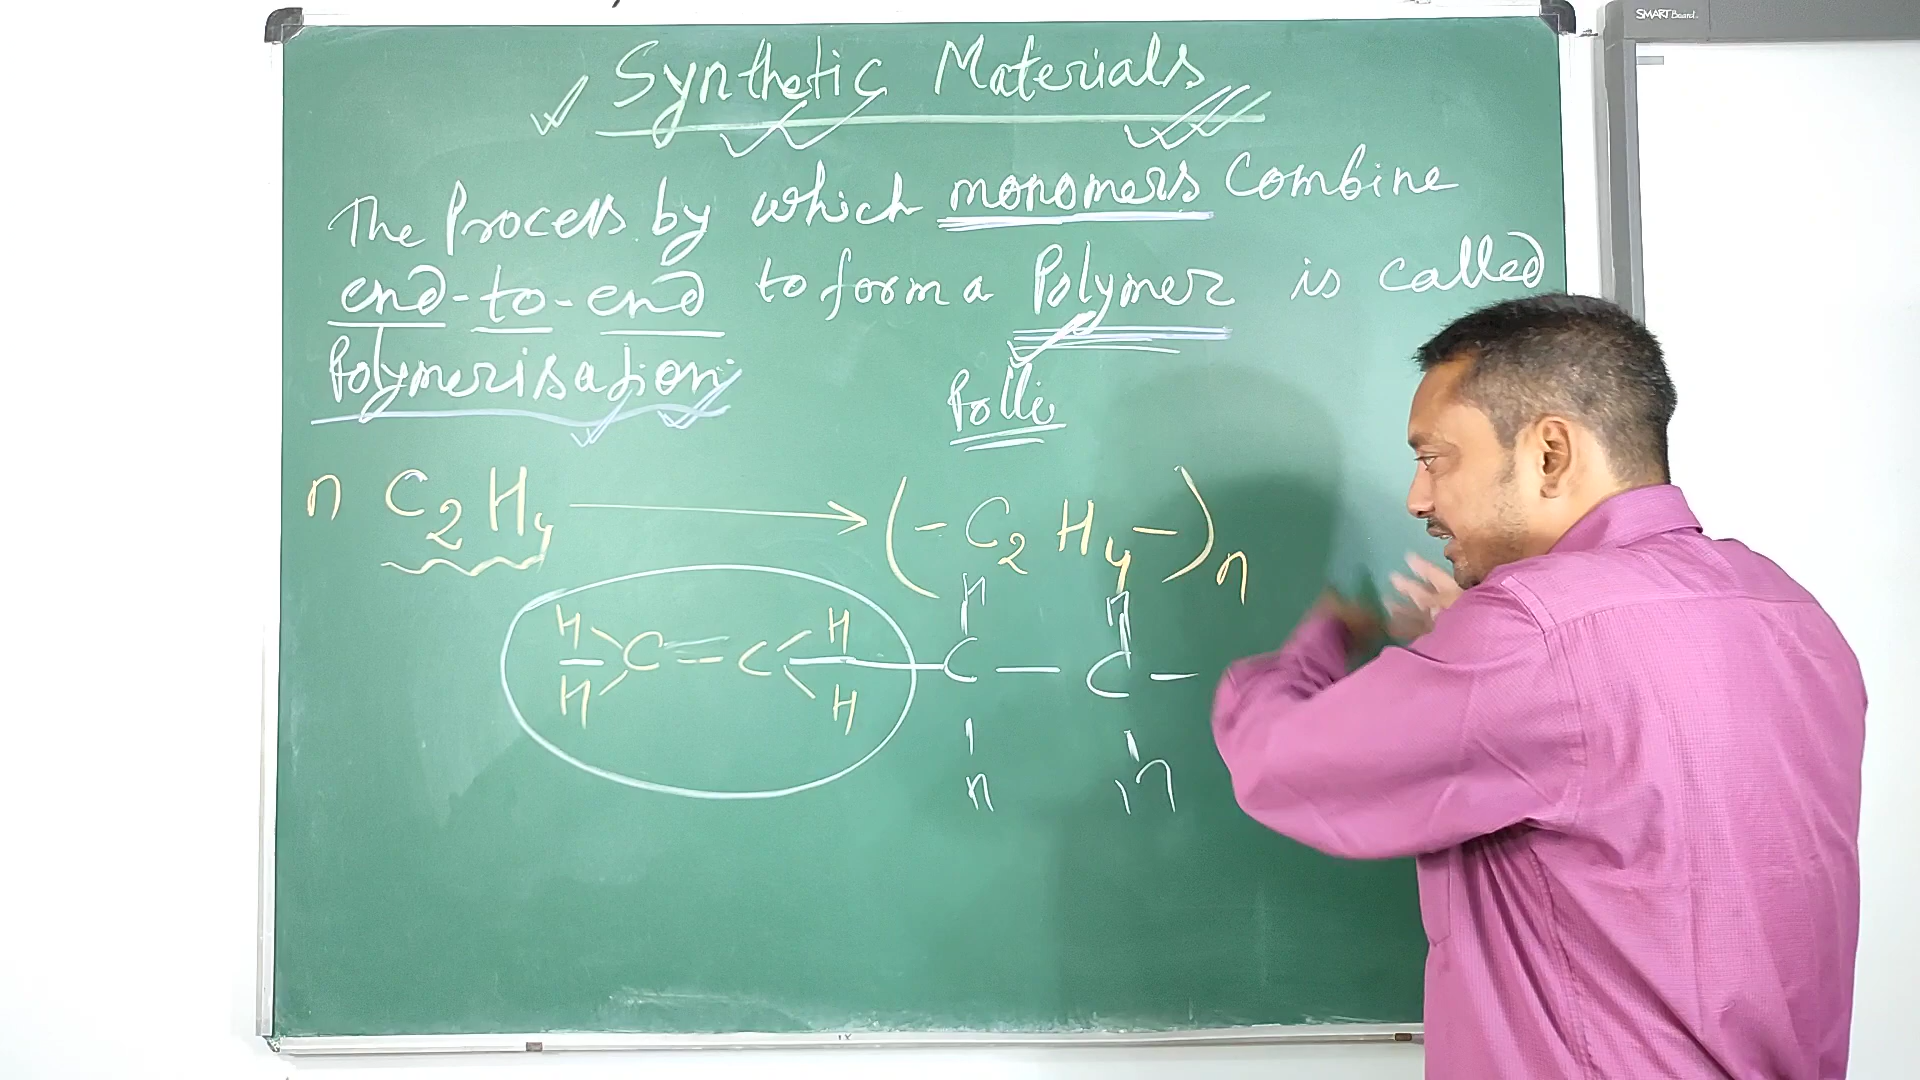 SMART Board
Synthetic Materials
The Process by which monomers Combine
end-to-end to form a Polymer is called
Polymerisation
n C2H4 → (-C2H4-)n
H H H H
C=C C - C -
H H n n